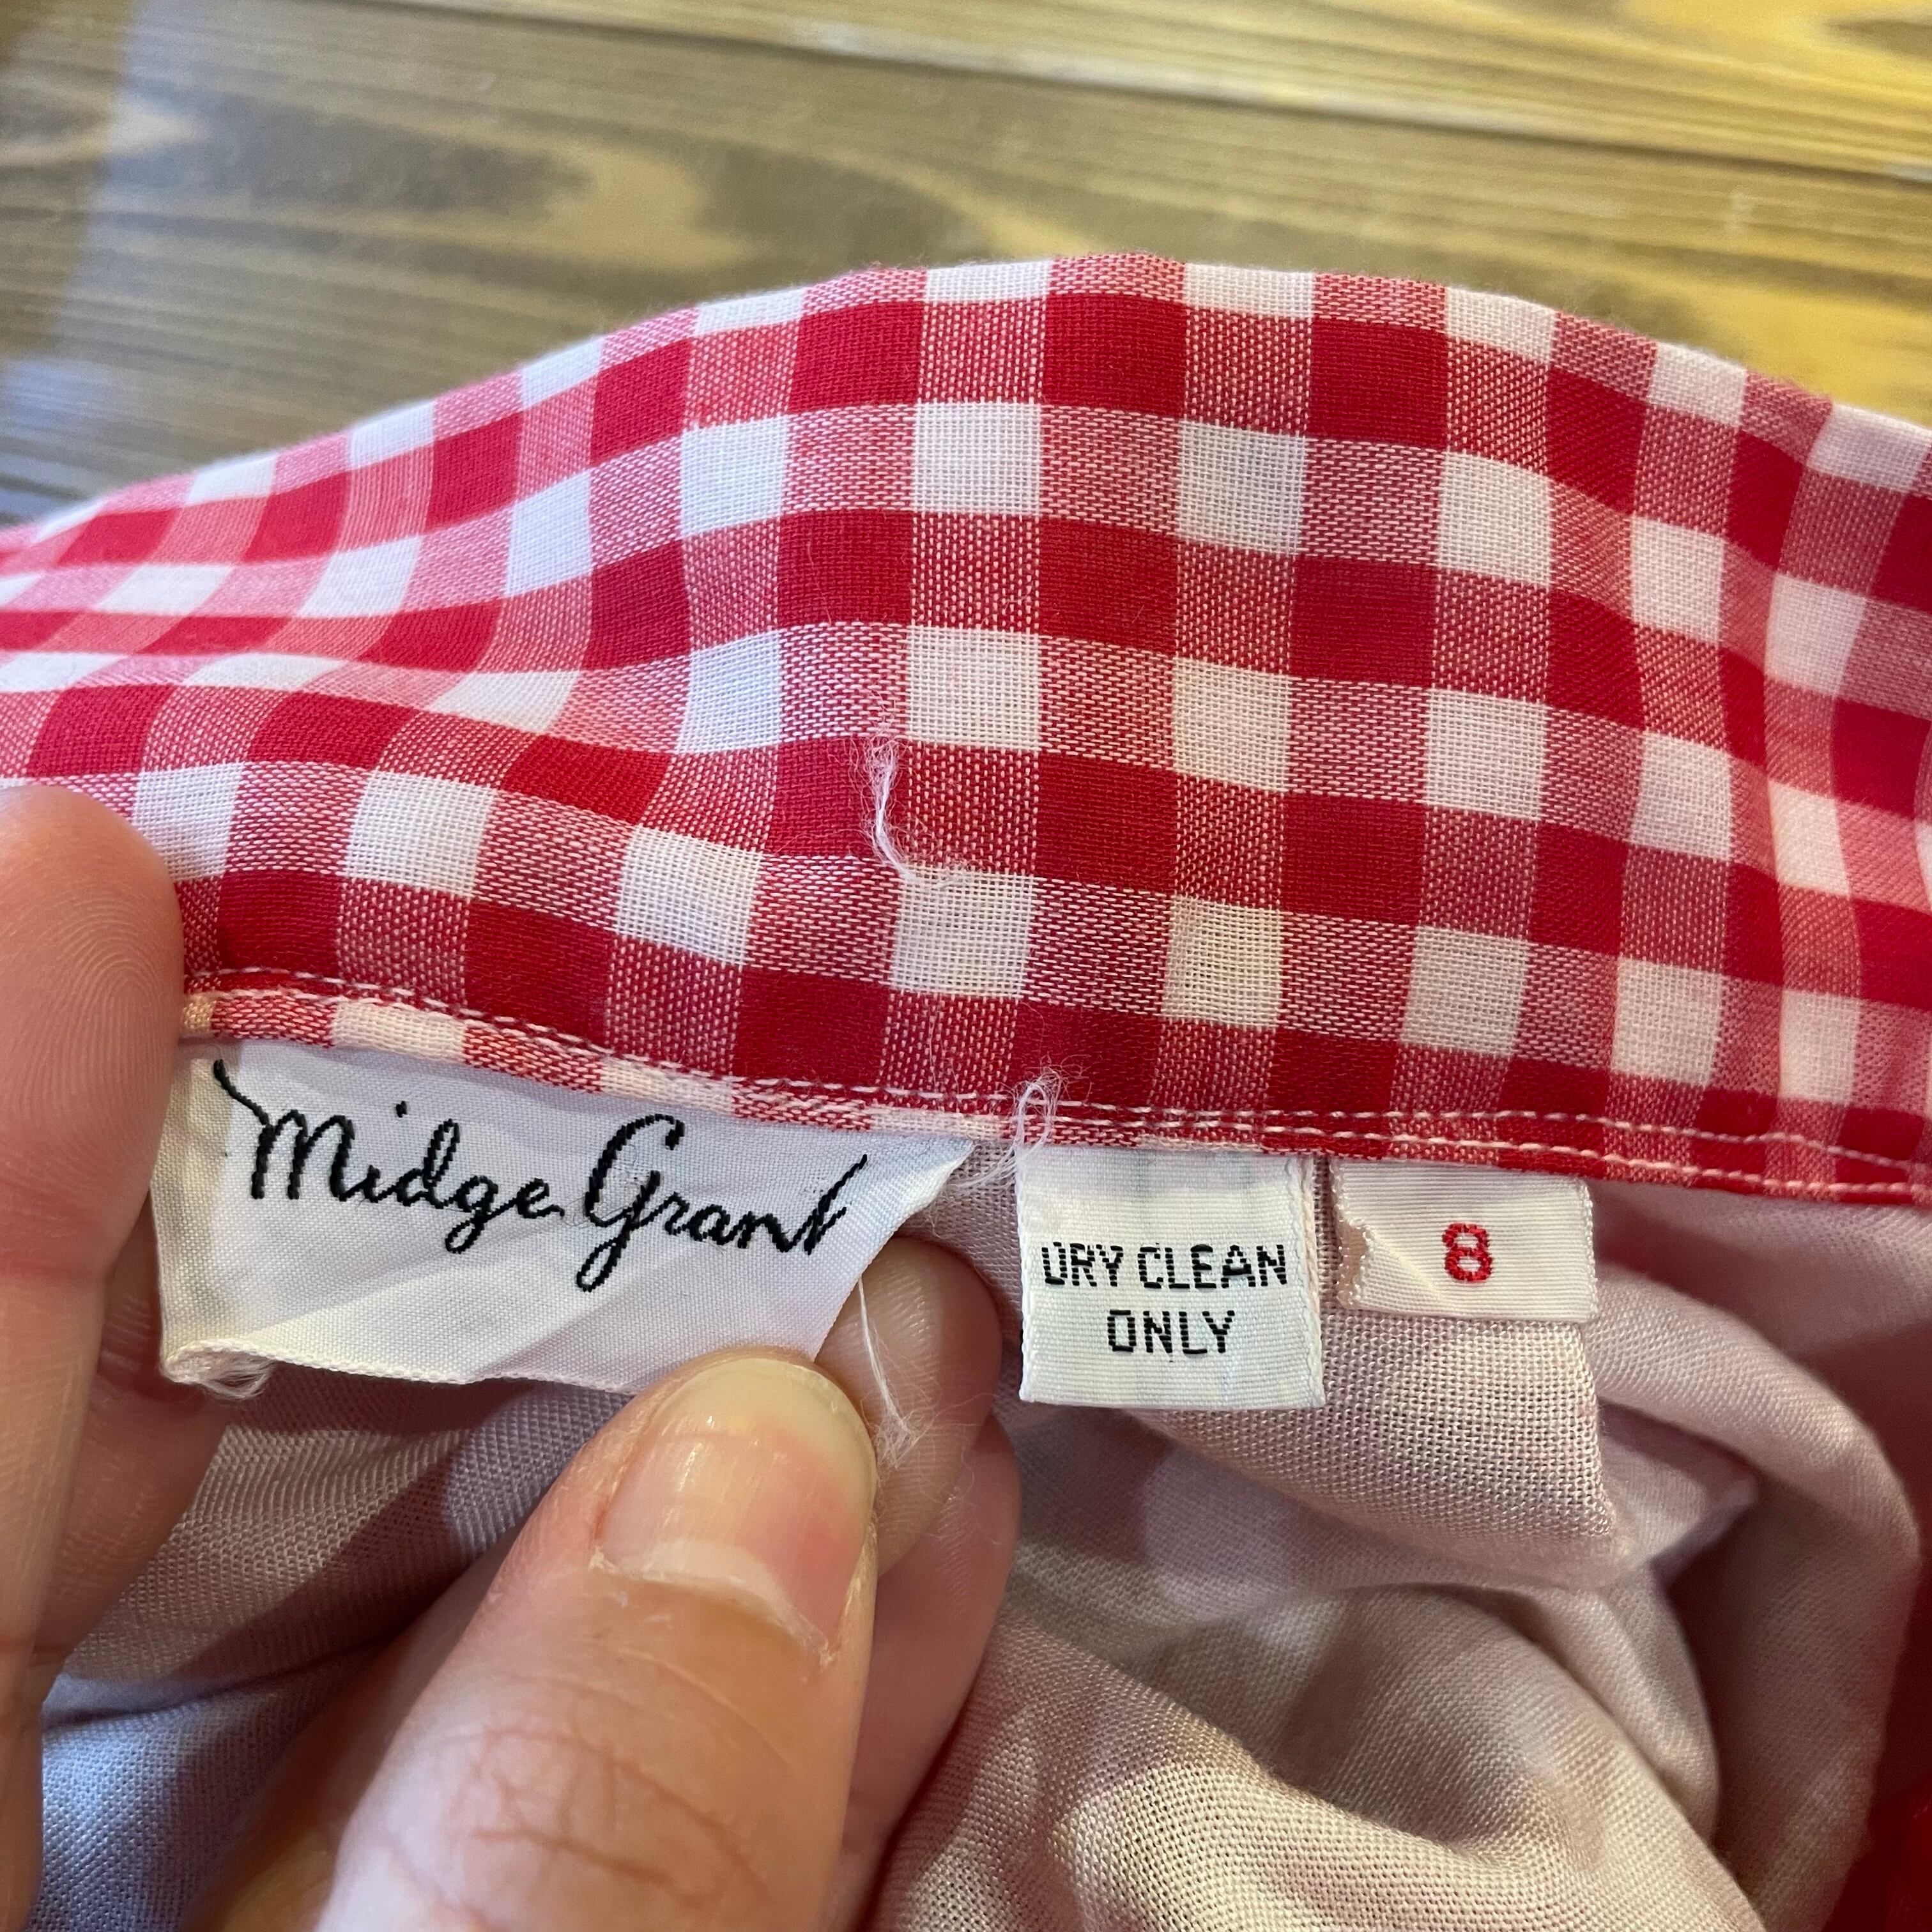 Midge Grant
DRY CLEAN
ONLY
8